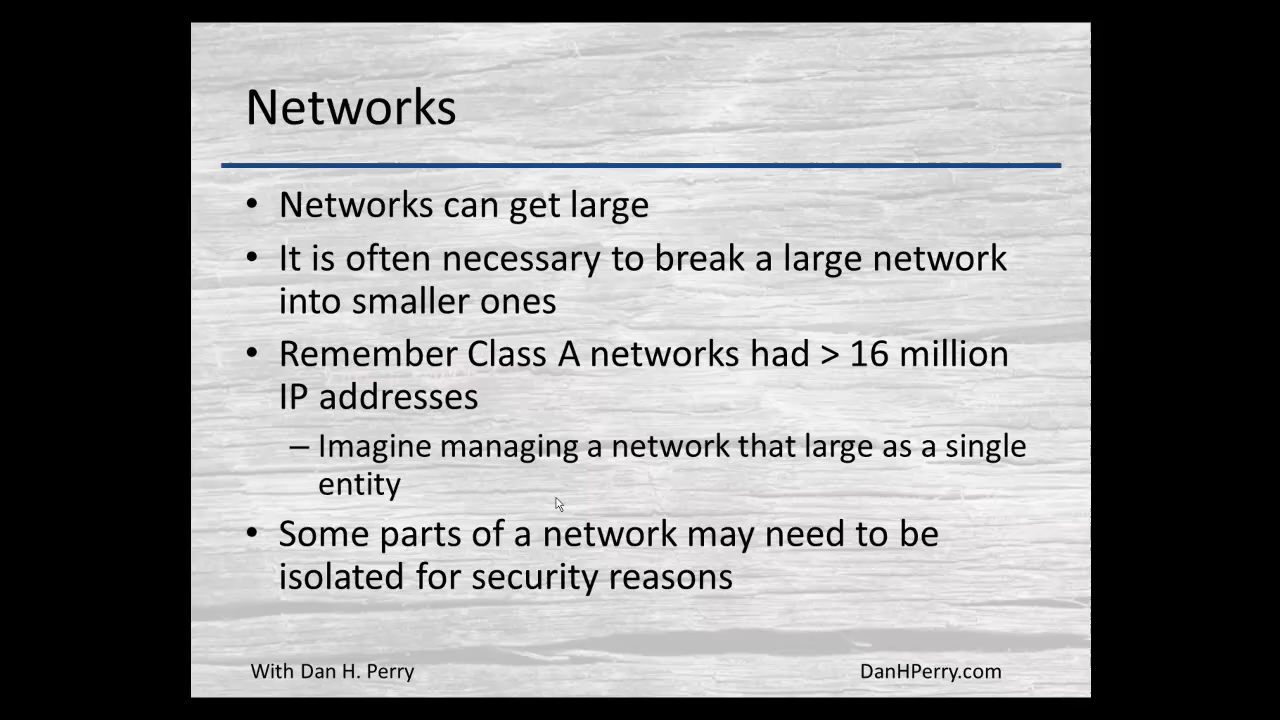 Networks
• Networks can get large
• It is often necessary to break a large network
into smaller ones
• Remember Class A networks had > 16 million
IP addresses
– Imagine managing a network that large as a single
entity
• Some parts of a network may need to be
isolated for security reasons
With Dan H. Perry
DanHPerry.com